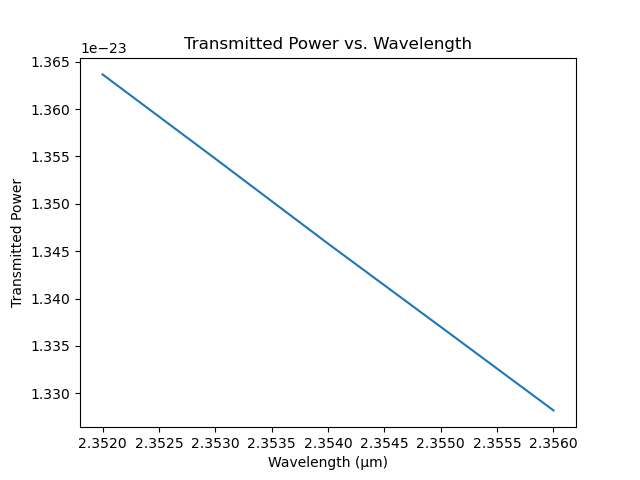 Transmitted Power vs. Wavelength
1e−23
1.365
1.360
1.355
1.350
1.345
1.340
1.335
1.330
Transmitted Power
2.3520 2.3525 2.3530 2.3535 2.3540 2.3545 2.3550 2.3555 2.3560
Wavelength (μm)